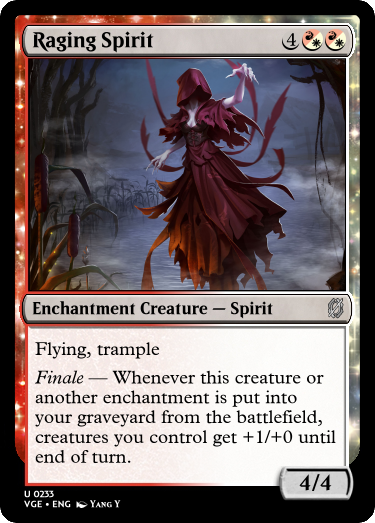 Raging Spirit 4
Enchantment Creature — Spirit
Flying, trample
Finale — Whenever this creature or
another enchantment is put into
your graveyard from the battlefield,
creatures you control get +1/+0 until
end of turn.
4/4
U 0233
VGE • ENG Yang Y